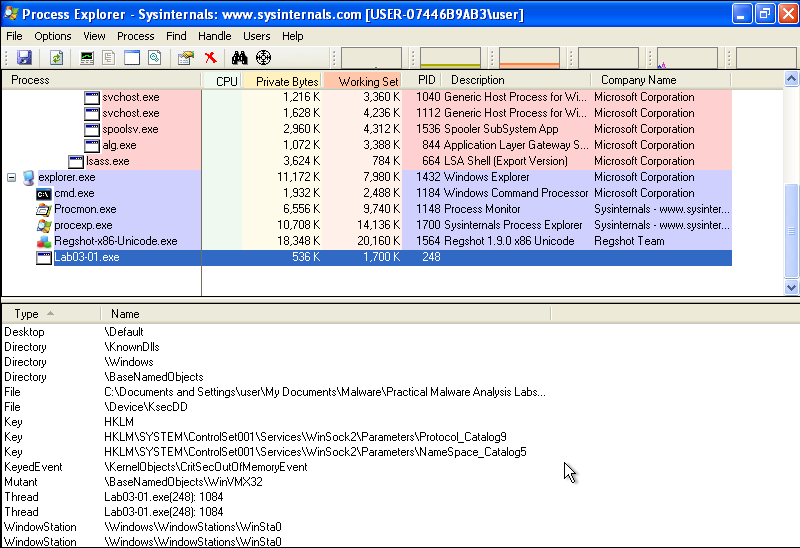 Process Explorer - Sysinternals: www.sysinternals.com [USER-07446B9AB3\user]
File Options View Process Find Handle Users Help
Process CPU Private Bytes Working Set PID Description Company Name
svchost.exe 1,216 K 3,360 K 1040 Generic Host Process for Wi... Microsoft Corporation
svchost.exe 1,628 K 4,236 K 1112 Generic Host Process for Wi... Microsoft Corporation
spoolsv.exe 2,960 K 4,312 K 1536 Spooler SubSystem App Microsoft Corporation
alg.exe 1,072 K 3,388 K 844 Application Layer Gateway S... Microsoft Corporation
lsass.exe 3,624 K 784 K 664 LSA Shell (Export Version) Microsoft Corporation
explorer.exe 11,172 K 7,980 K 1432 Windows Explorer Microsoft Corporation
cmd.exe 1,932 K 2,488 K 1184 Windows Command Processor Microsoft Corporation
Procmon.exe 6,556 K 9,740 K 1148 Process Monitor Sysinternals - www.sysinter...
procexp.exe 10,708 K 14,136 K 1700 Sysinternals Process Explorer Sysinternals - www.sysinter...
Regshot-x86-Unicode.exe 18,348 K 20,160 K 1564 Regshot 1.9.0 x86 Unicode Regshot Team
Lab03-01.exe 536 K 1,700 K 248
Type Name
Desktop \Default
Directory \KnownDlls
Directory \Windows
Directory \BaseNamedObjects
File C:\Documents and Settings\user\My Documents\Malware\Practical Malware Analysis Labs...
File \Device\KsecDD
Key HKLM
Key HKLM\SYSTEM\ControlSet001\Services\WinSock2\Parameters\Protocol_Catalog9
Key HKLM\SYSTEM\ControlSet001\Services\WinSock2\Parameters\NameSpace_Catalog5
KeyedEvent \KernelObjects\CritSecOutOfMemoryEvent
Mutant \BaseNamedObjects\WinVMX32
Thread Lab03-01.exe(248): 1084
Thread Lab03-01.exe(248): 1084
WindowStation \Windows\WindowStations\WinSta0
WindowStation \Windows\WindowStations\WinSta0